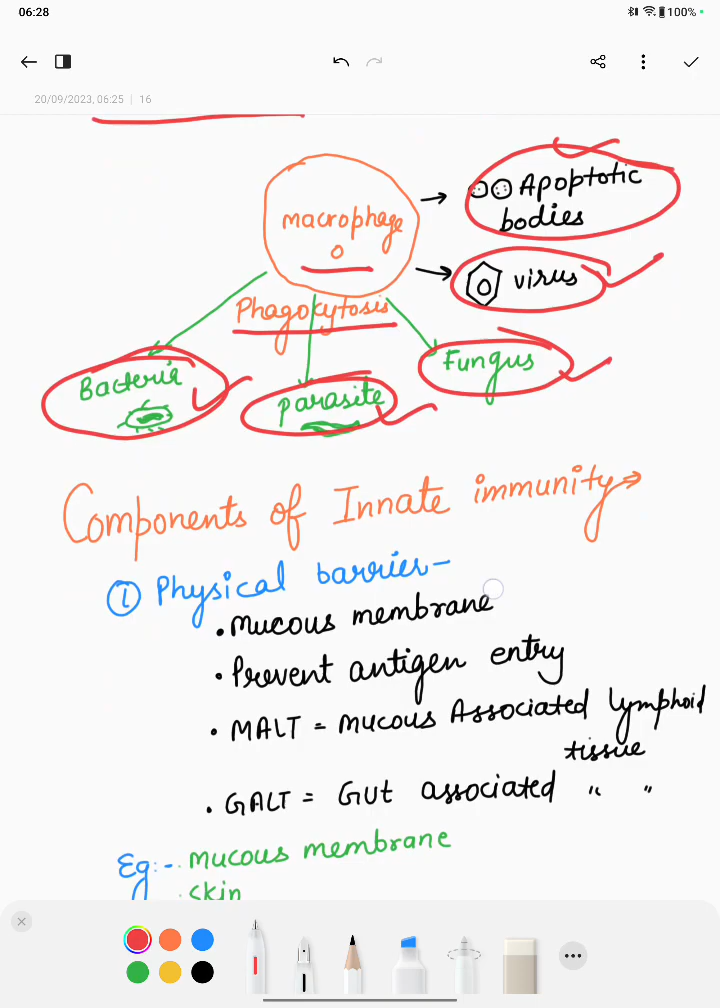 06:28
100%
20/09/2023, 06:25 | 16
Apoptotic
bodies
macrophage
virus
Phagocytosis
Bacteria
parasite
Fungus
Components of Innate immunity →
① Physical barrier -
• Mucous membrane
• Prevent antigen entry
• MALT = Mucous Associated lymphoid
tissue
• GALT = Gut associated " "
Eg:- · Mucous membrane
· Skin